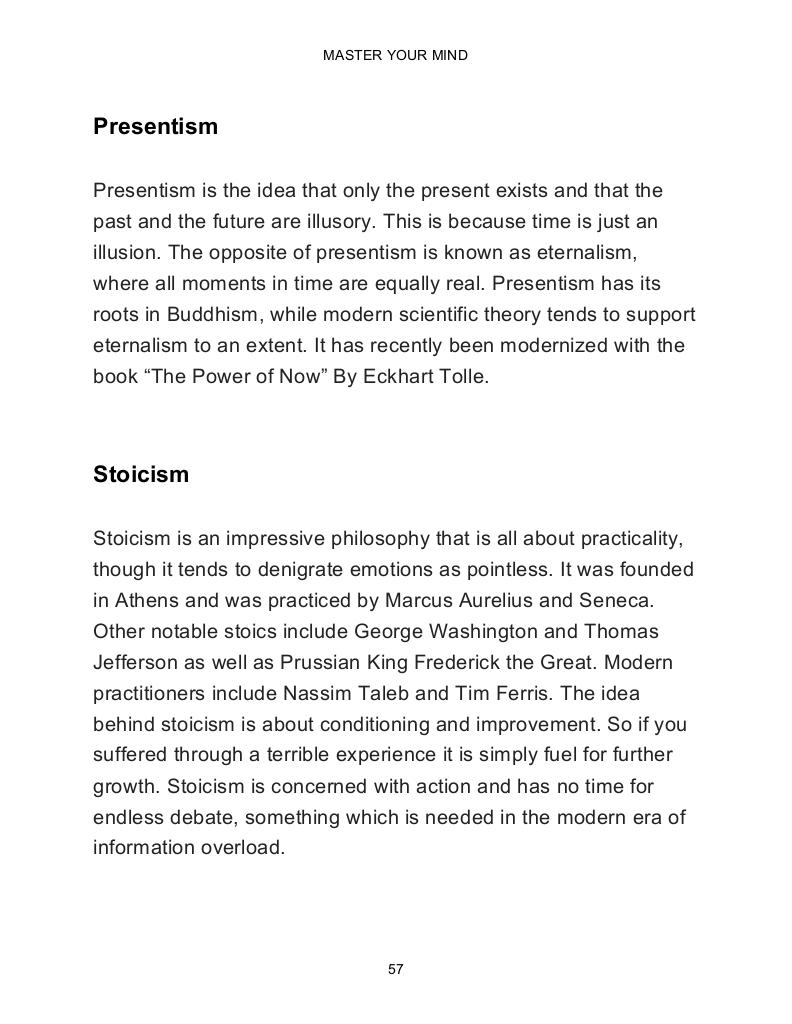 MASTER YOUR MIND
Presentism
Presentism is the idea that only the present exists and that the
past and the future are illusory. This is because time is just an
illusion. The opposite of presentism is known as eternalism,
where all moments in time are equally real. Presentism has its
roots in Buddhism, while modern scientific theory tends to support
eternalism to an extent. It has recently been modernized with the
book “The Power of Now” By Eckhart Tolle.
Stoicism
Stoicism is an impressive philosophy that is all about practicality,
though it tends to denigrate emotions as pointless. It was founded
in Athens and was practiced by Marcus Aurelius and Seneca.
Other notable stoics include George Washington and Thomas
Jefferson as well as Prussian King Frederick the Great. Modern
practitioners include Nassim Taleb and Tim Ferris. The idea
behind stoicism is about conditioning and improvement. So if you
suffered through a terrible experience it is simply fuel for further
growth. Stoicism is concerned with action and has no time for
endless debate, something which is needed in the modern era of
information overload.
57